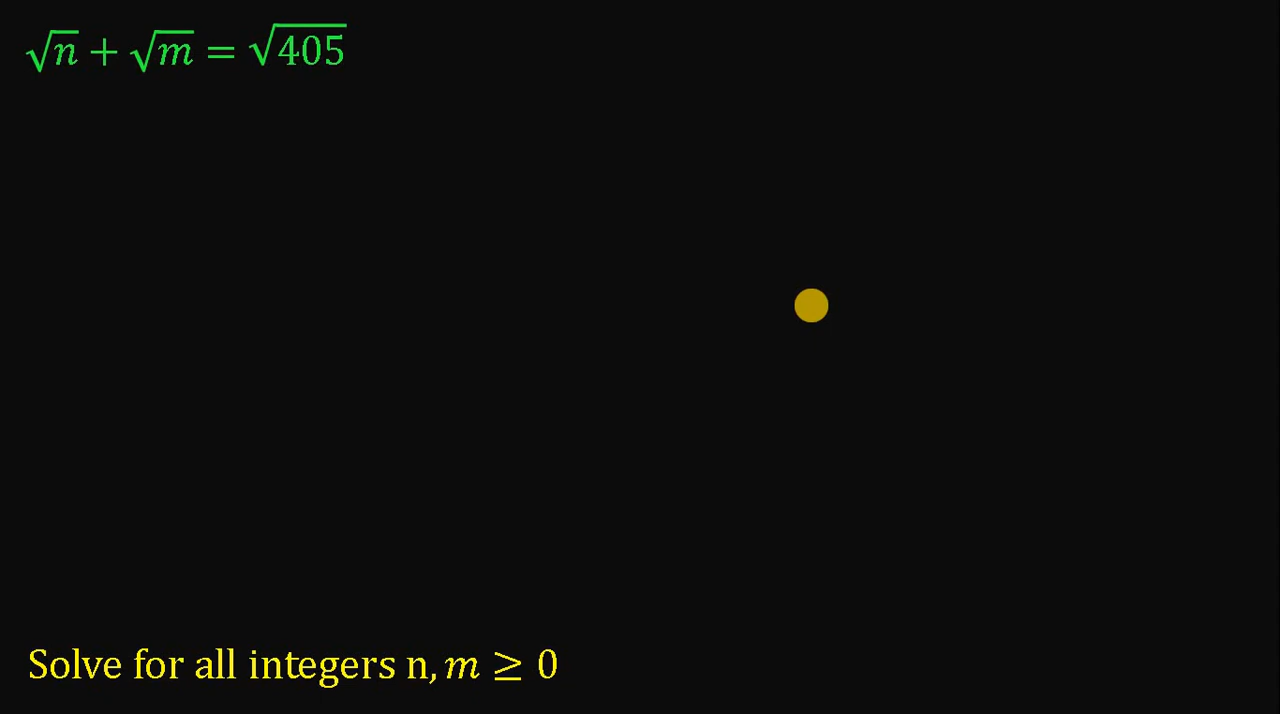 √n + √m = √405
Solve for all integers n, m ≥ 0